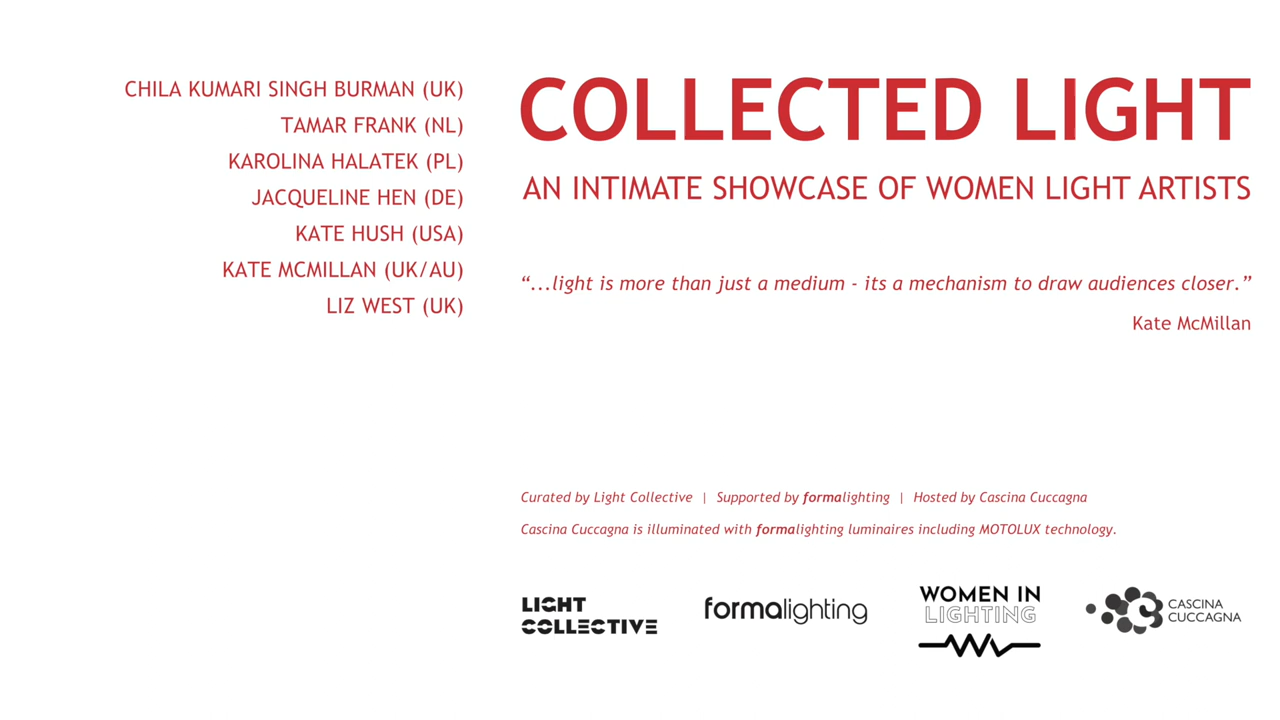 CHILA KUMARI SINGH BURMAN (UK)
TAMAR FRANK (NL)
KAROLINA HALATEK (PL)
JACQUELINE HEN (DE)
KATE HUSH (USA)
KATE MCMILLAN (UK/AU)
LIZ WEST (UK)
COLLECTED LIGHT
AN INTIMATE SHOWCASE OF WOMEN LIGHT ARTISTS
“...light is more than just a medium - its a mechanism to draw audiences closer.”
Kate McMillan
Curated by Light Collective | Supported by formalighting | Hosted by Cascina Cuccagna
Cascina Cuccagna is illuminated with formalighting luminaires including MOTOLUX technology.
LIGHT
COLLECTIVE
formalighting
WOMEN IN
LIGHTING
CASCINA
CUCCAGNA